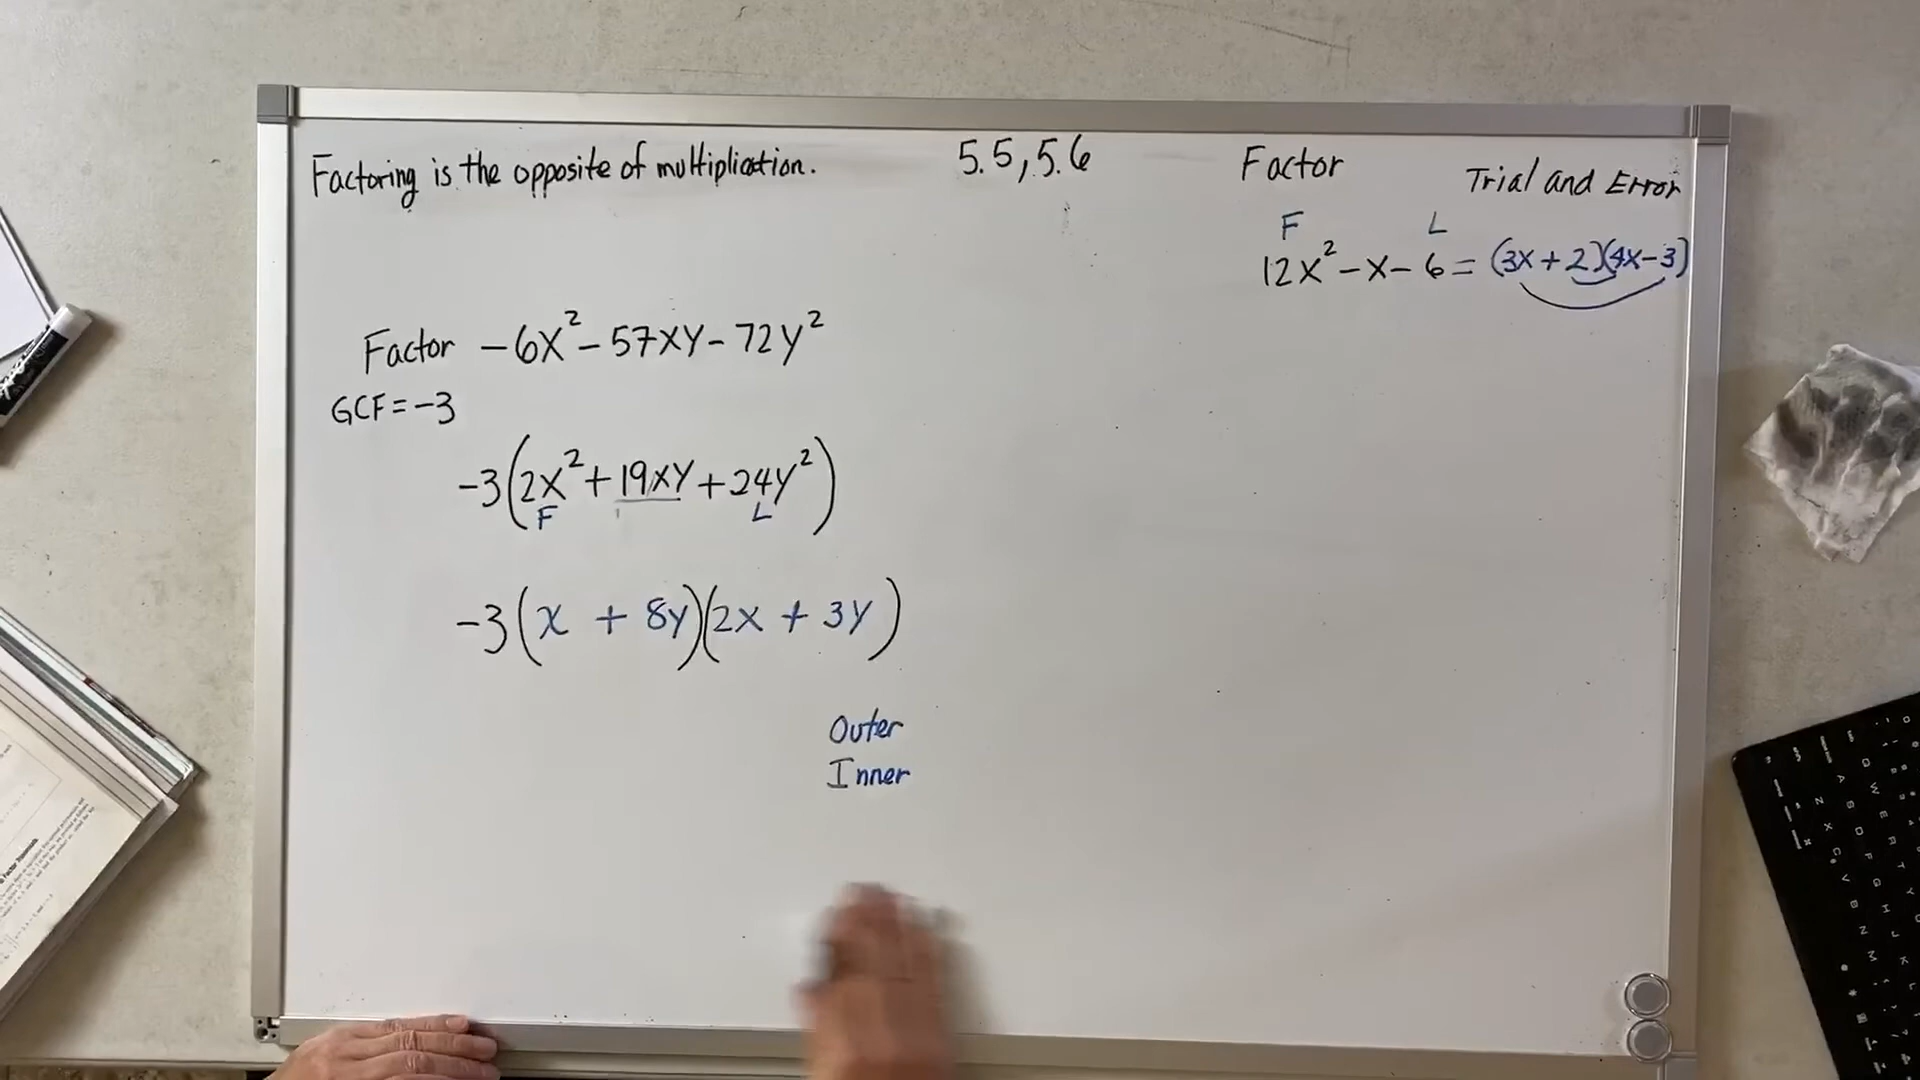 Factoring is the opposite of multiplication.
5.5, 5.6
Factor
Trial and Error
F L
12x² - x - 6 = (3x + 2)(4x - 3)
Factor -6x² - 57xy - 72y²
GCF = -3
-3(2x² + 19xy + 24y²)
F L
-3(x + 8y)(2x + 3y)
Outer
Inner